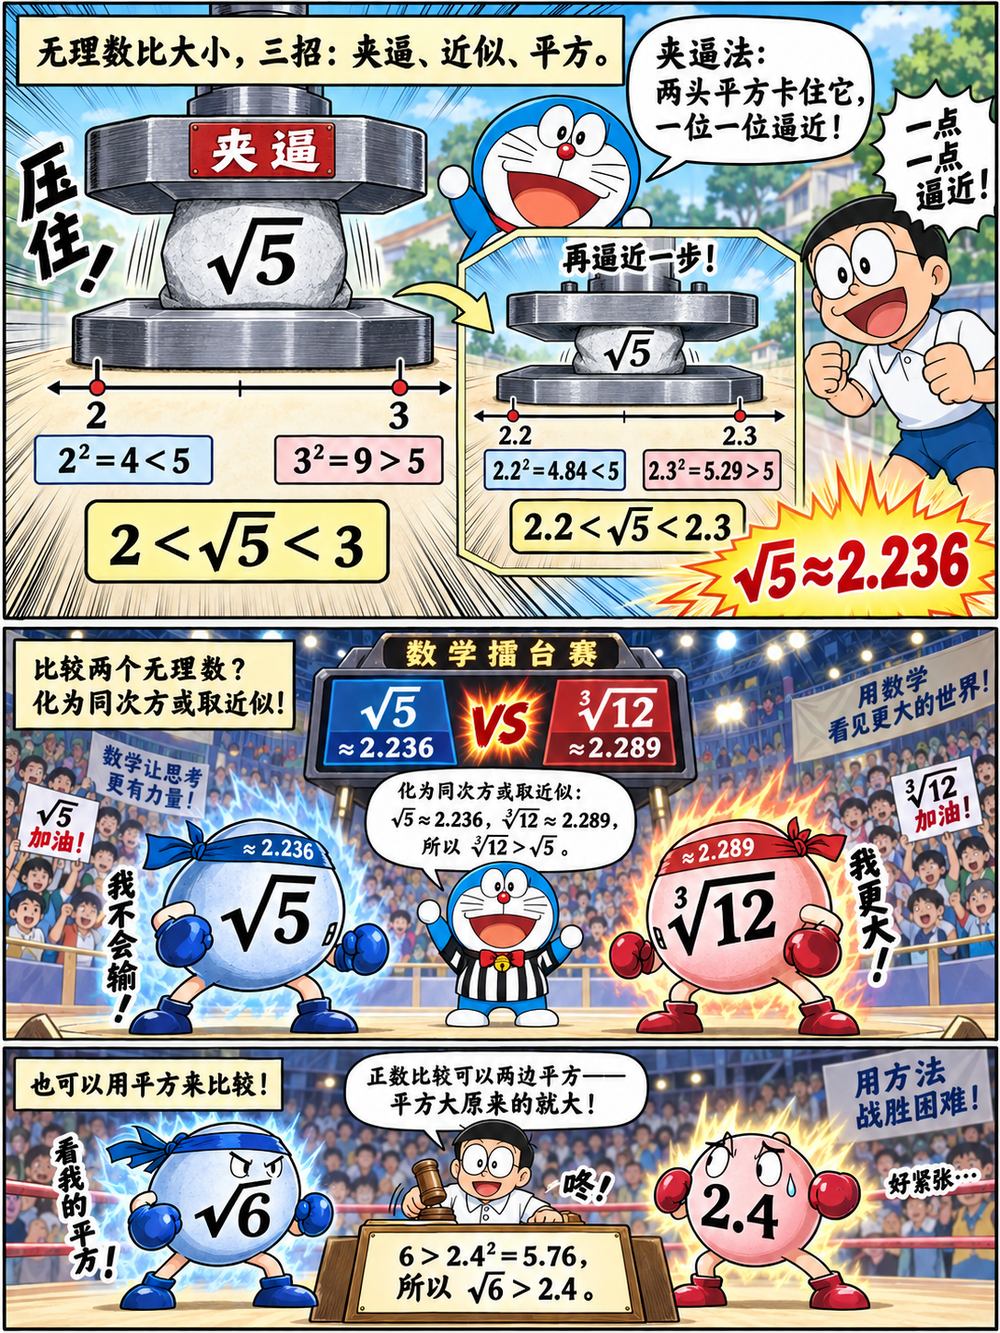 无理数比大小，三招：夹逼、近似、平方。
夹逼法：
两头平方卡住它，
一位一位逼近！
一点
一点
逼近！
夹逼
压住！
√5
再逼近一步！
√5
2
3
2.2
2.3
2²=4<5
3²=9>5
2.2²=4.84<5
2.3²=5.29>5
2<√5<3
2.2<√5<2.3
√5≈2.236
比较两个无理数？
化为同次方或取近似！
数学擂台赛
√5
≈2.236
VS
∛12
≈2.289
用数学
看见更大的世界！
数学让思考
更有力量！
√5
加油！
∛12
加油！
化为同次方或取近似：
√5≈2.236，∛12≈2.289，
所以 ∛12>√5。
≈2.236
√5
我不会输！
≈2.289
∛12
我更大！
也可以用平方来比较！
正数比较可以两边平方——
平方大原来的就大！
用方法
战胜困难！
看我的平方！
√6
咚！
2.4
好紧张…
6>2.4²=5.76，
所以 √6>2.4。